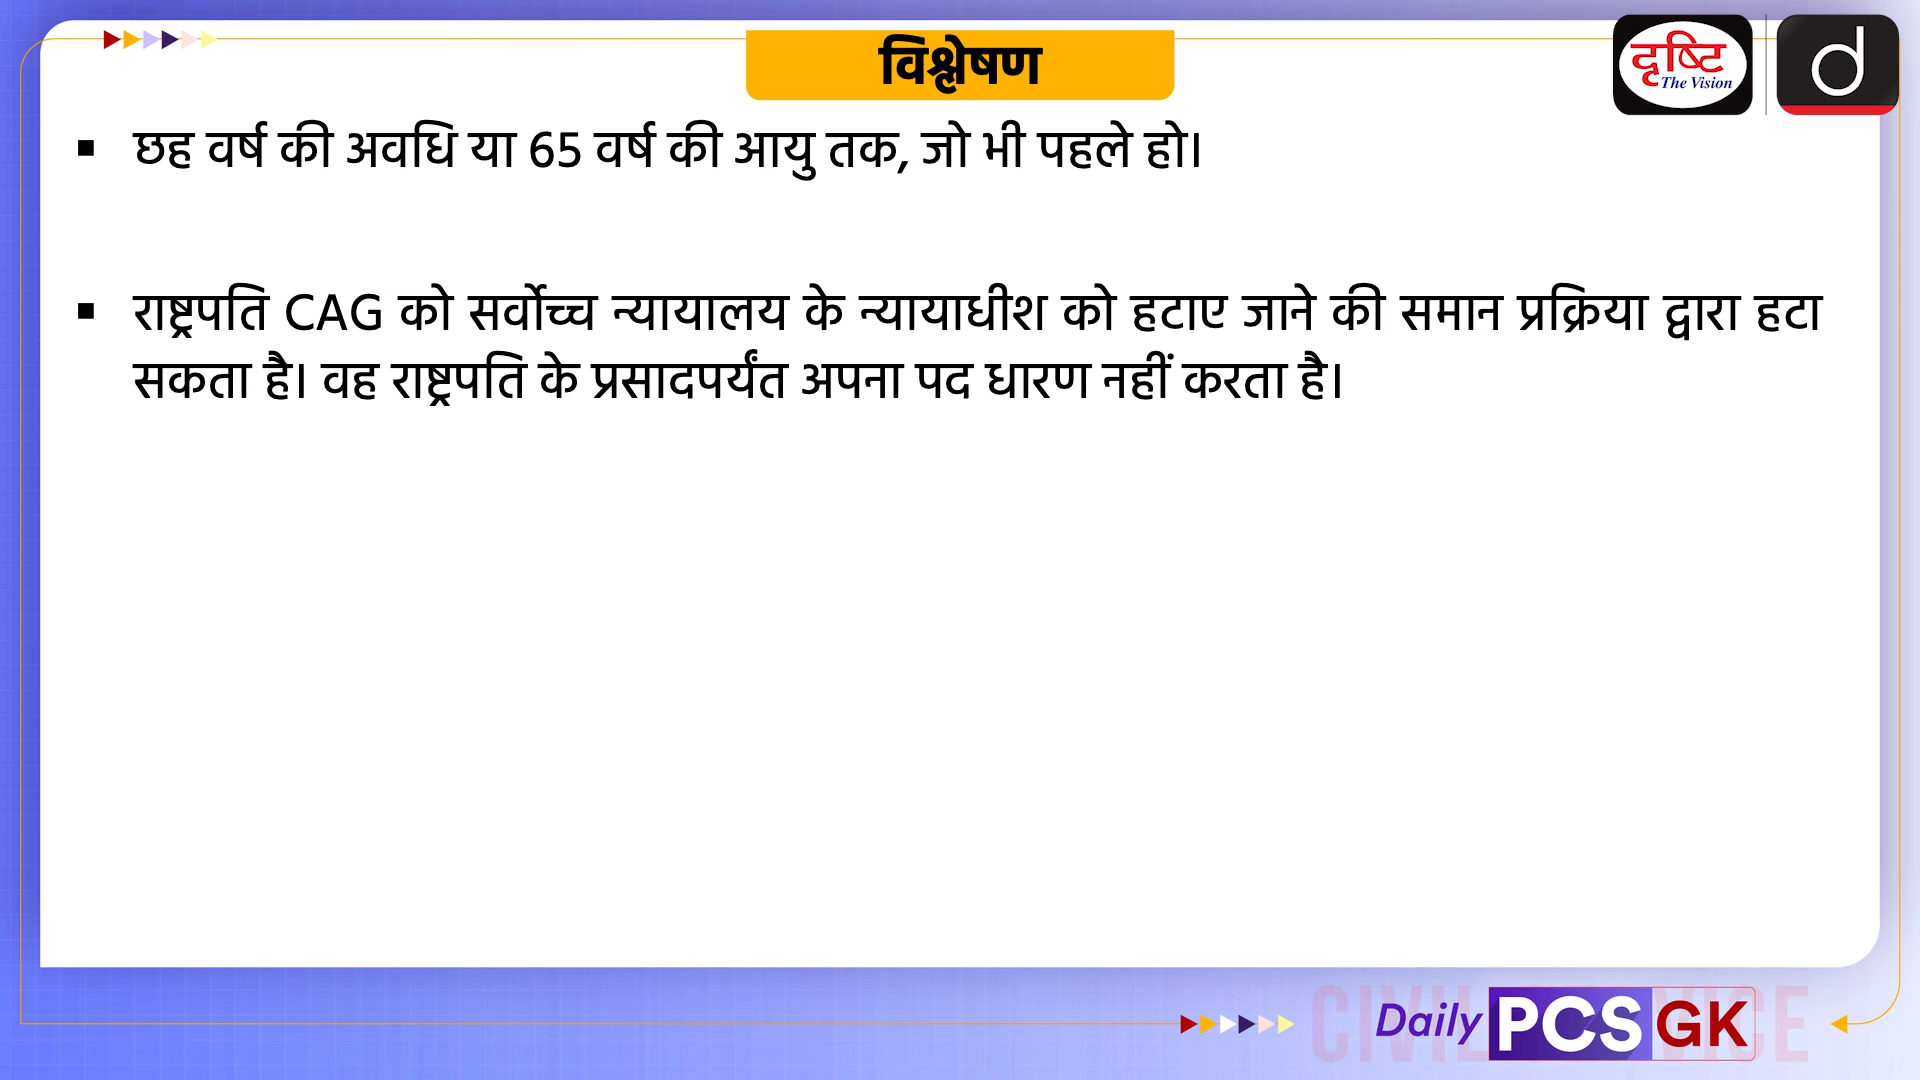 विश्लेषण
दृष्टि
The Vision
d
▪ छह वर्ष की अवधि या 65 वर्ष की आयु तक, जो भी पहले हो।
▪ राष्ट्रपति CAG को सर्वोच्च न्यायालय के न्यायाधीश को हटाए जाने की समान प्रक्रिया द्वारा हटा
सकता है। वह राष्ट्रपति के प्रसादपर्यंत अपना पद धारण नहीं करता है।
Daily PCS GK